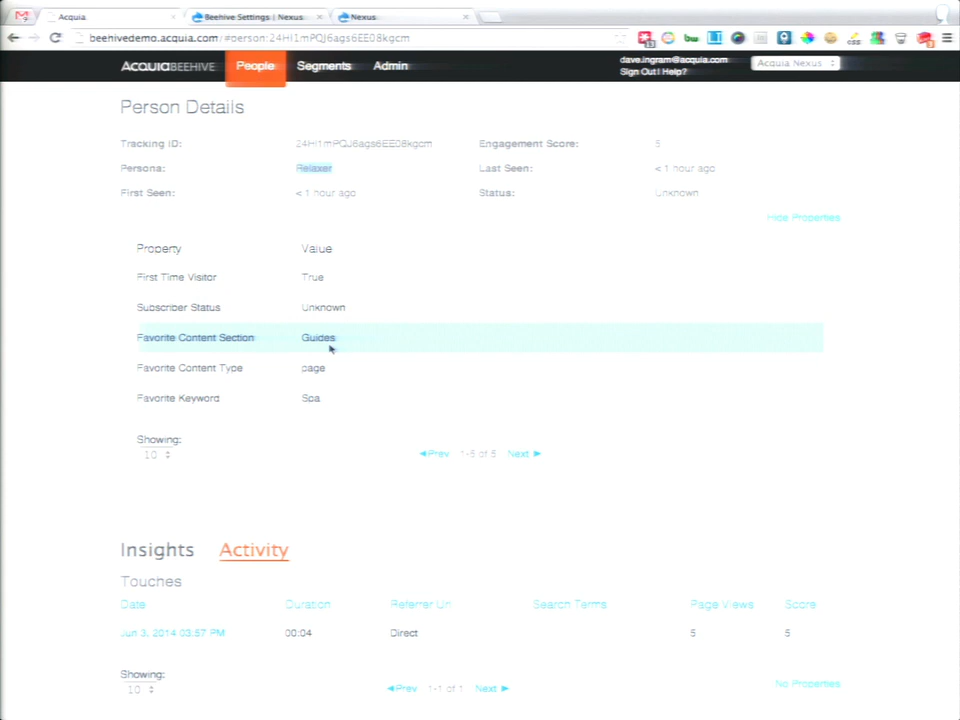 Acquia
Beehive Settings | Nexus
Nexus
beehivedemo.acquia.com/#person:24HI1mPQJ6ags6EE08kgcm
ACQUIA BEEHIVE People Segments Admin
dave.ingram@acquia.com
Sign Out | Help?
Acquia Nexus
Person Details
Tracking ID: 24HI1mPQJ6ags6EE08kgcm Engagement Score: 5
Persona: Relaxer Last Seen: < 1 hour ago
First Seen: < 1 hour ago Status: Unknown
Hide Properties
Property Value
First Time Visitor True
Subscriber Status Unknown
Favorite Content Section Guides
Favorite Content Type page
Favorite Keyword Spa
Showing:
10 ◄Prev 1-5 of 5 Next ►
Insights Activity
Touches
Date Duration Referrer Url Search Terms Page Views Score
Jun 3, 2014 03:57 PM 00:04 Direct 5 5
Showing:
10 ◄Prev 1-1 of 1 Next ►
No Properties